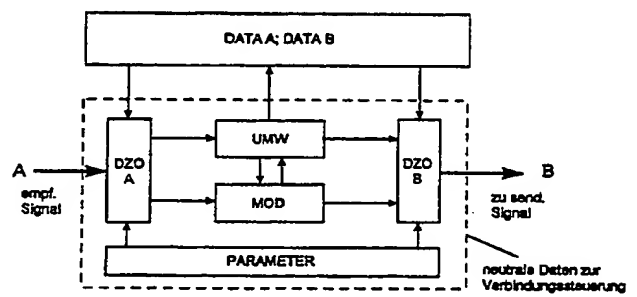 DATA A; DATA B
DZO
A
UMW
DZO
B
A
empf.
Signal
MOD
B
zu send.
Signal
PARAMETER
neutrale Daten zur
Verbindungssteuerung